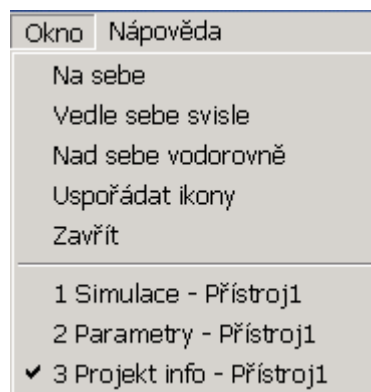 Okno Nápověda
Na sebe
Vedle sebe svisle
Nad sebe vodorovně
Uspořádat ikony
Zavřít
1 Simulace - Přístroj1
2 Parametry - Přístroj1
✔ 3 Projekt info - Přístroj1